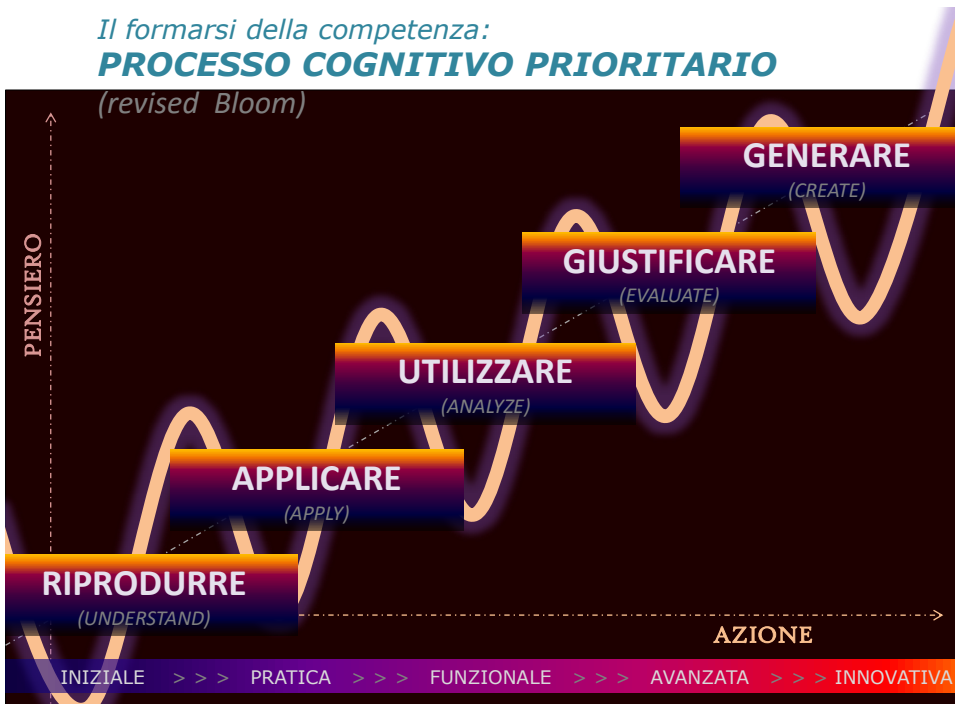 Il formarsi della competenza:
PROCESSO COGNITIVO PRIORITARIO
(revised Bloom)
GENERARE
(CREATE)
GIUSTIFICARE
(EVALUATE)
PENSIERO
UTILIZZARE
(ANALYZE)
APPLICARE
(APPLY)
RIPRODURRE
(UNDERSTAND)
AZIONE
INIZIALE > > > PRATICA > > > FUNZIONALE > > > AVANZATA > > > INNOVATIVA